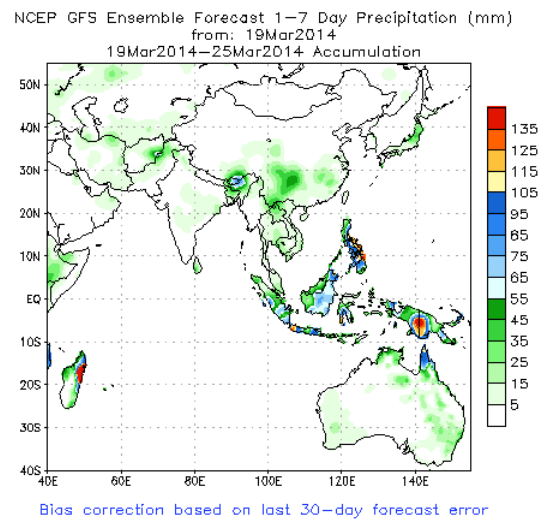 NCEP GFS Ensemble Forecast 1-7 Day Precipitation (mm)
from: 19Mar2014
19Mar2014-25Mar2014 Accumulation
50N
40N
30N
20N
10N
EQ
10S
20S
30S
40S
40E
60E
80E
100E
120E
140E
135
125
115
105
95
85
75
65
55
45
35
25
15
5
Bias correction based on last 30-day forecast error